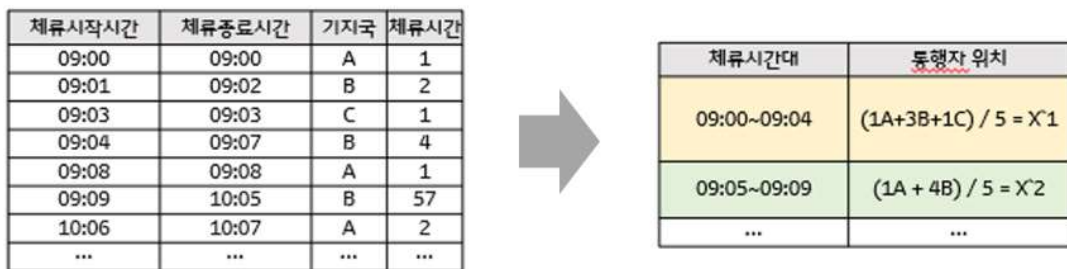 체류시작시간 체류종료시간 기지국 체류시간
09:00 09:00 A 1
09:01 09:02 B 2
09:03 09:03 C 1
09:04 09:07 B 4
09:08 09:08 A 1
09:09 10:05 B 57
10:06 10:07 A 2
... ... ... ...
체류시간대 통행자 위치
09:00~09:04 (1A+3B+1C) / 5 = X^1
09:05~09:09 (1A + 4B) / 5 = X^2
... ...